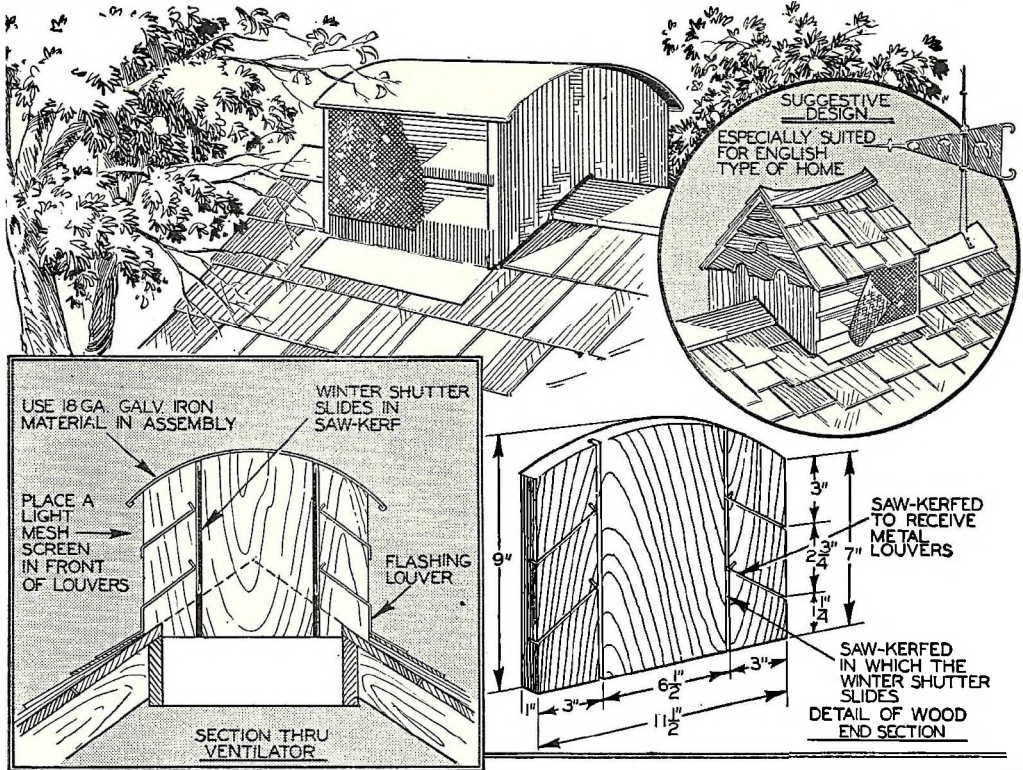 SUGGESTIVE
DESIGN
ESPECIALLY SUITED
FOR ENGLISH
TYPE OF HOME
USE 18 GA. GALV. IRON
MATERIAL IN ASSEMBLY
WINTER SHUTTER
SLIDES IN
SAW-KERF
PLACE A
LIGHT
MESH
SCREEN
IN FRONT
OF LOUVERS
FLASHING
LOUVER
SECTION THRU
VENTILATOR
9"
3"
2 3/4
7"
1 1/4
SAW-KERFED
TO RECEIVE
METAL
LOUVERS
SAW-KERFED
IN WHICH THE
WINTER SHUTTER
SLIDES
1"
3"
6 1/2"
3"
11 1/2"
DETAIL OF WOOD
END SECTION